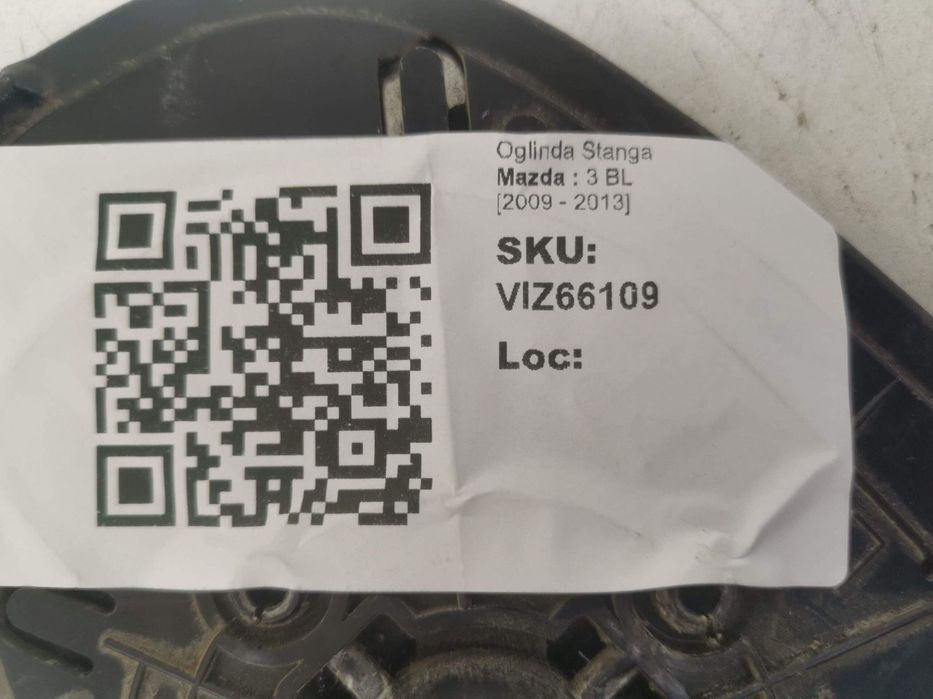 Oglinda Stanga
Mazda : 3 BL
[2009 - 2013]
SKU:
VIZ66109
Loc: